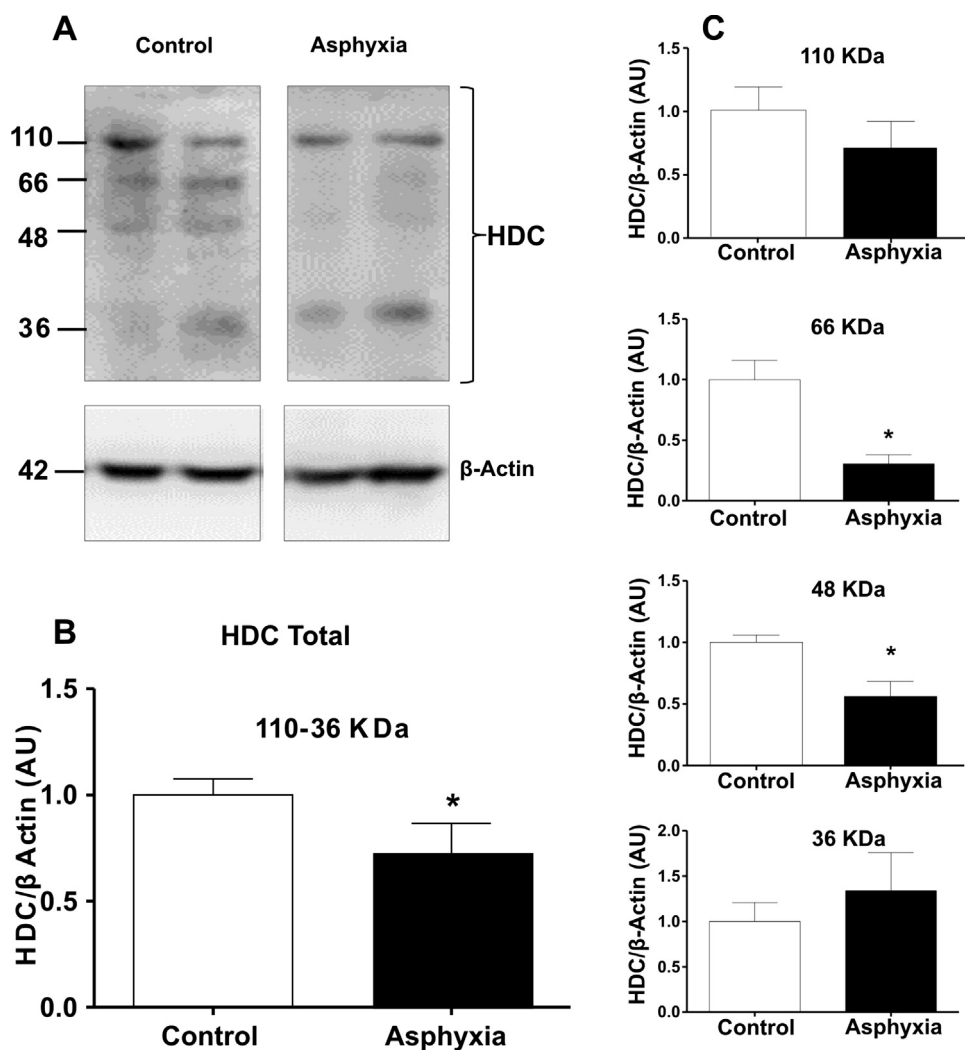 A
Control
Asphyxia
110
66
48
36
HDC
42
β-Actin
B
HDC Total
110-36 KDa
HDC/β Actin (AU)
1.5
1.0
0.5
0.0
*
Control
Asphyxia
C
110 KDa
HDC/β-Actin (AU)
1.5
1.0
0.5
0.0
Control
Asphyxia
66 KDa
HDC/β-Actin (AU)
1.5
1.0
0.5
0.0
*
Control
Asphyxia
48 KDa
HDC/β-Actin (AU)
1.5
1.0
0.5
0.0
*
Control
Asphyxia
36 KDa
HDC/β-Actin (AU)
2.0
1.5
1.0
0.5
0.0
Control
Asphyxia